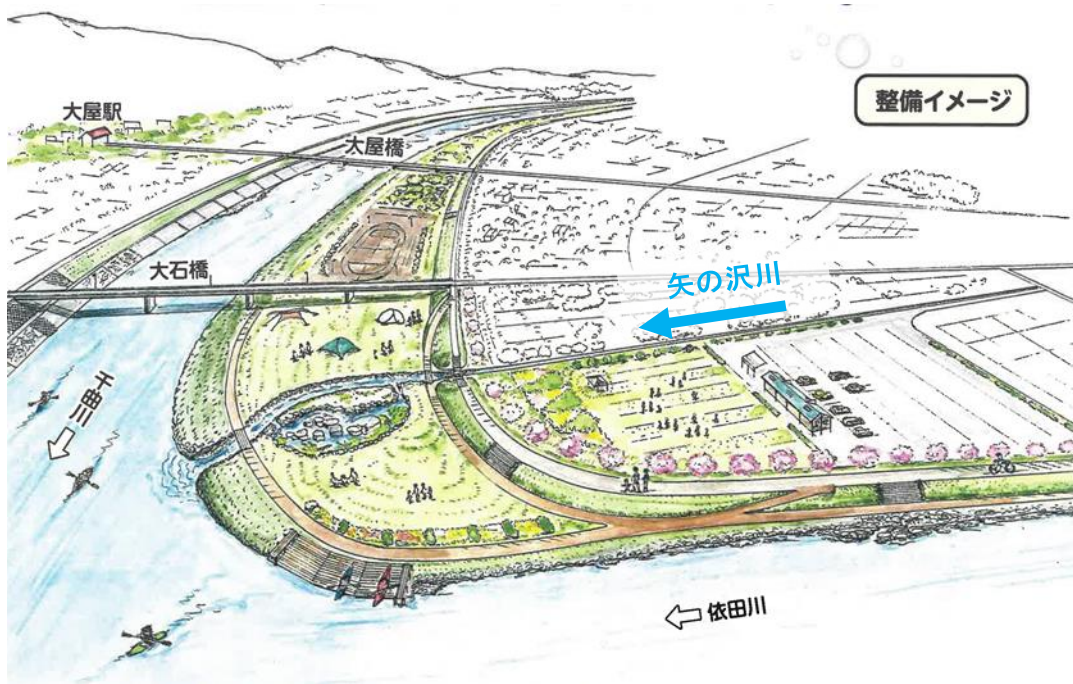 整備イメージ
大屋駅
大屋橋
大石橋
矢の沢川
千曲川
依田川